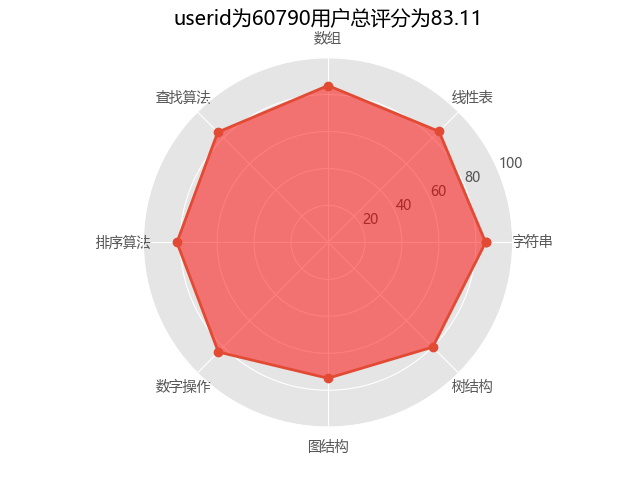 userid为60790用户总评分为83.11
数组
查找算法
线性表
100
80
60
40
20
排序算法
字符串
数字操作
树结构
图结构